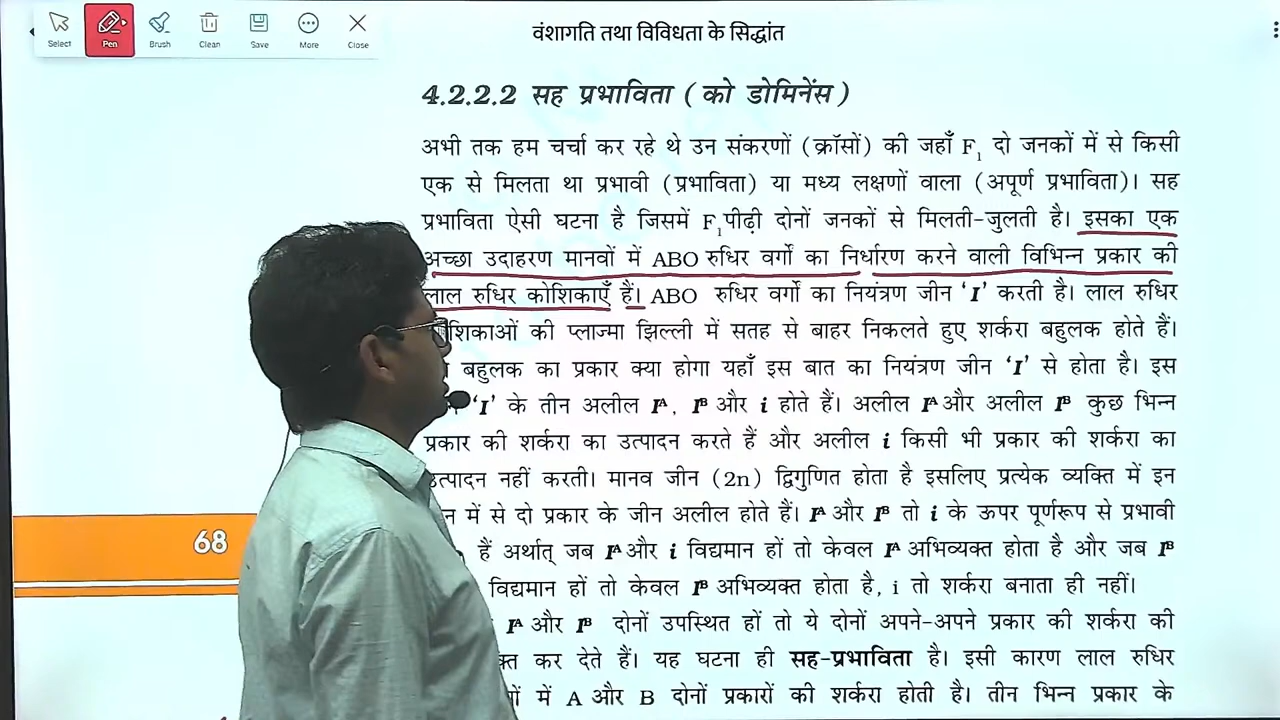 Select Pen Brush Clean Save More Close
वंशागति तथा विविधता के सिद्धांत
4.2.2.2 सह प्रभाविता ( को डोमिनेंस )
अभी तक हम चर्चा कर रहे थे उन संकरणों (क्रॉसों) की जहाँ F₁ दो जनकों में से किसी
एक से मिलता था प्रभावी (प्रभाविता) या मध्य लक्षणों वाला (अपूर्ण प्रभाविता)। सह
प्रभाविता ऐसी घटना है जिसमें F₁पीढ़ी दोनों जनकों से मिलती-जुलती है। इसका एक
अच्छा उदाहरण मानवों में ABO रुधिर वर्गों का निर्धारण करने वाली विभिन्न प्रकार की
लाल रुधिर कोशिकाएँ हैं। ABO रुधिर वर्गों का नियंत्रण जीन ‘I’ करती है। लाल रुधिर
शिकाओं की प्लाज्मा झिल्ली में सतह से बाहर निकलते हुए शर्करा बहुलक होते हैं।
बहुलक का प्रकार क्या होगा यहाँ इस बात का नियंत्रण जीन ‘I’ से होता है। इस
‘I’ के तीन अलील Iᴬ, Iᴮ और i होते हैं। अलील Iᴬ और अलील Iᴮ कुछ भिन्न
प्रकार की शर्करा का उत्पादन करते हैं और अलील i किसी भी प्रकार की शर्करा का
उत्पादन नहीं करती। मानव जीन (2n) द्विगुणित होता है इसलिए प्रत्येक व्यक्ति में इन
न में से दो प्रकार के जीन अलील होते हैं। Iᴬ और Iᴮ तो i के ऊपर पूर्णरूप से प्रभावी
68 हैं अर्थात् जब Iᴬ और i विद्यमान हों तो केवल Iᴬ अभिव्यक्त होता है और जब Iᴮ
विद्यमान हों तो केवल Iᴮ अभिव्यक्त होता है, i तो शर्करा बनाता ही नहीं।
Iᴬ और Iᴮ दोनों उपस्थित हों तो ये दोनों अपने-अपने प्रकार की शर्करा की
क्त कर देते हैं। यह घटना ही सह-प्रभाविता है। इसी कारण लाल रुधिर
में A और B दोनों प्रकारों की शर्करा होती है। तीन भिन्न प्रकार के